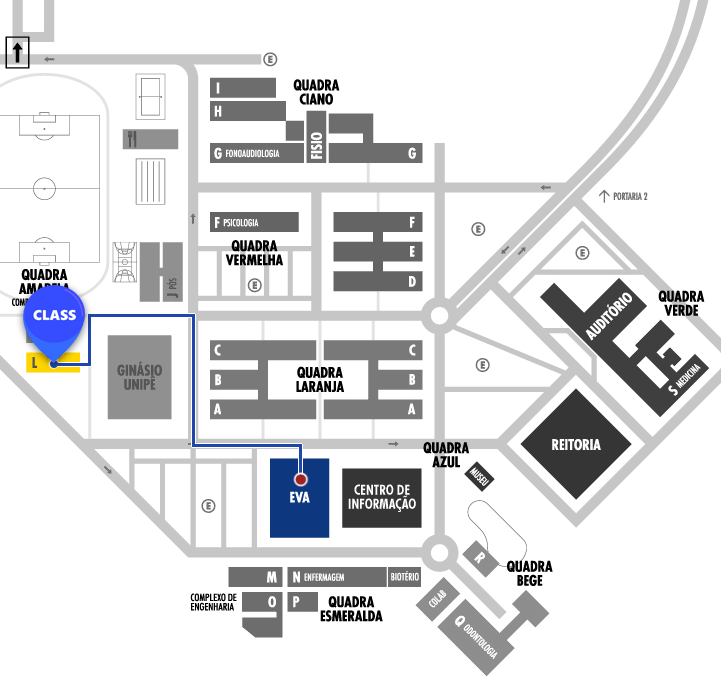 E
I
QUADRA
CIANO
H
FISIO
G FONOAUDIOLOGIA
G
PORTARIA 2
F PSICOLOGIA
F
E
QUADRA
VERMELHA
E
E
E
D
J PÓS
QUADRA
AMARELA
CLASS
L
AUDITÓRIO
QUADRA
VERDE
S MEDICINA
GINÁSIO
UNIPÊ
C
C
B
QUADRA
LARANJA
B
A
A
E
REITORIA
QUADRA
AZUL
MUSEU
EVA
CENTRO DE
INFORMAÇÃO
E
R
QUADRA
BEGE
M
N ENFERMAGEM
BIOTÉRIO
COMPLEXO DE
ENGENHARIA
O
P
QUADRA
ESMERALDA
COLAB
Q ODONTOLOGIA